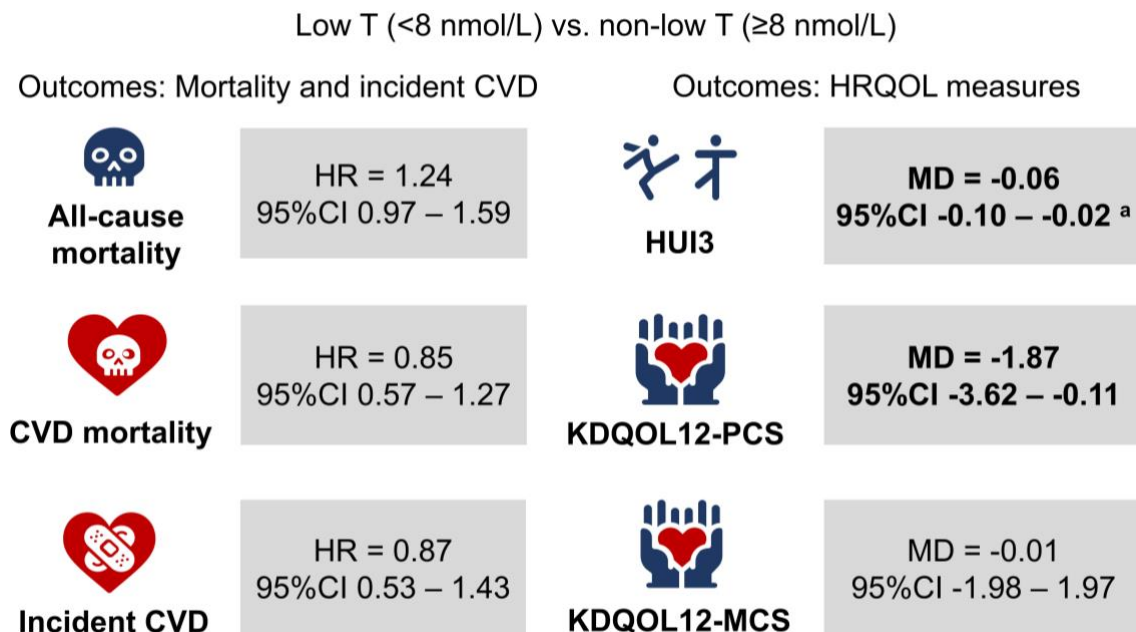 Low T (<8 nmol/L) vs. non-low T (≥8 nmol/L)
Outcomes: Mortality and incident CVD
All-cause
mortality
HR = 1.24
95%CI 0.97 – 1.59
CVD mortality
HR = 0.85
95%CI 0.57 – 1.27
Incident CVD
HR = 0.87
95%CI 0.53 – 1.43
Outcomes: HRQOL measures
HUI3
MD = -0.06
95%CI -0.10 – -0.02 ª
KDQOL12-PCS
MD = -1.87
95%CI -3.62 – -0.11
KDQOL12-MCS
MD = -0.01
95%CI -1.98 – 1.97